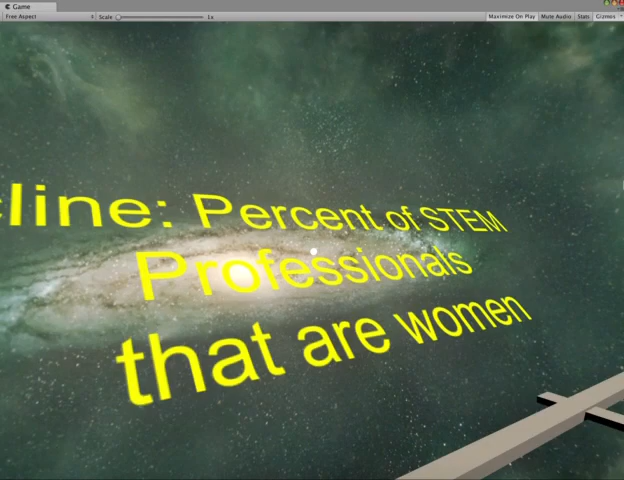 Game
Free Aspect Scale 1x Maximize On Play Mute Audio Stats Gizmos
line: Percent of STEM
Professionals
that are women